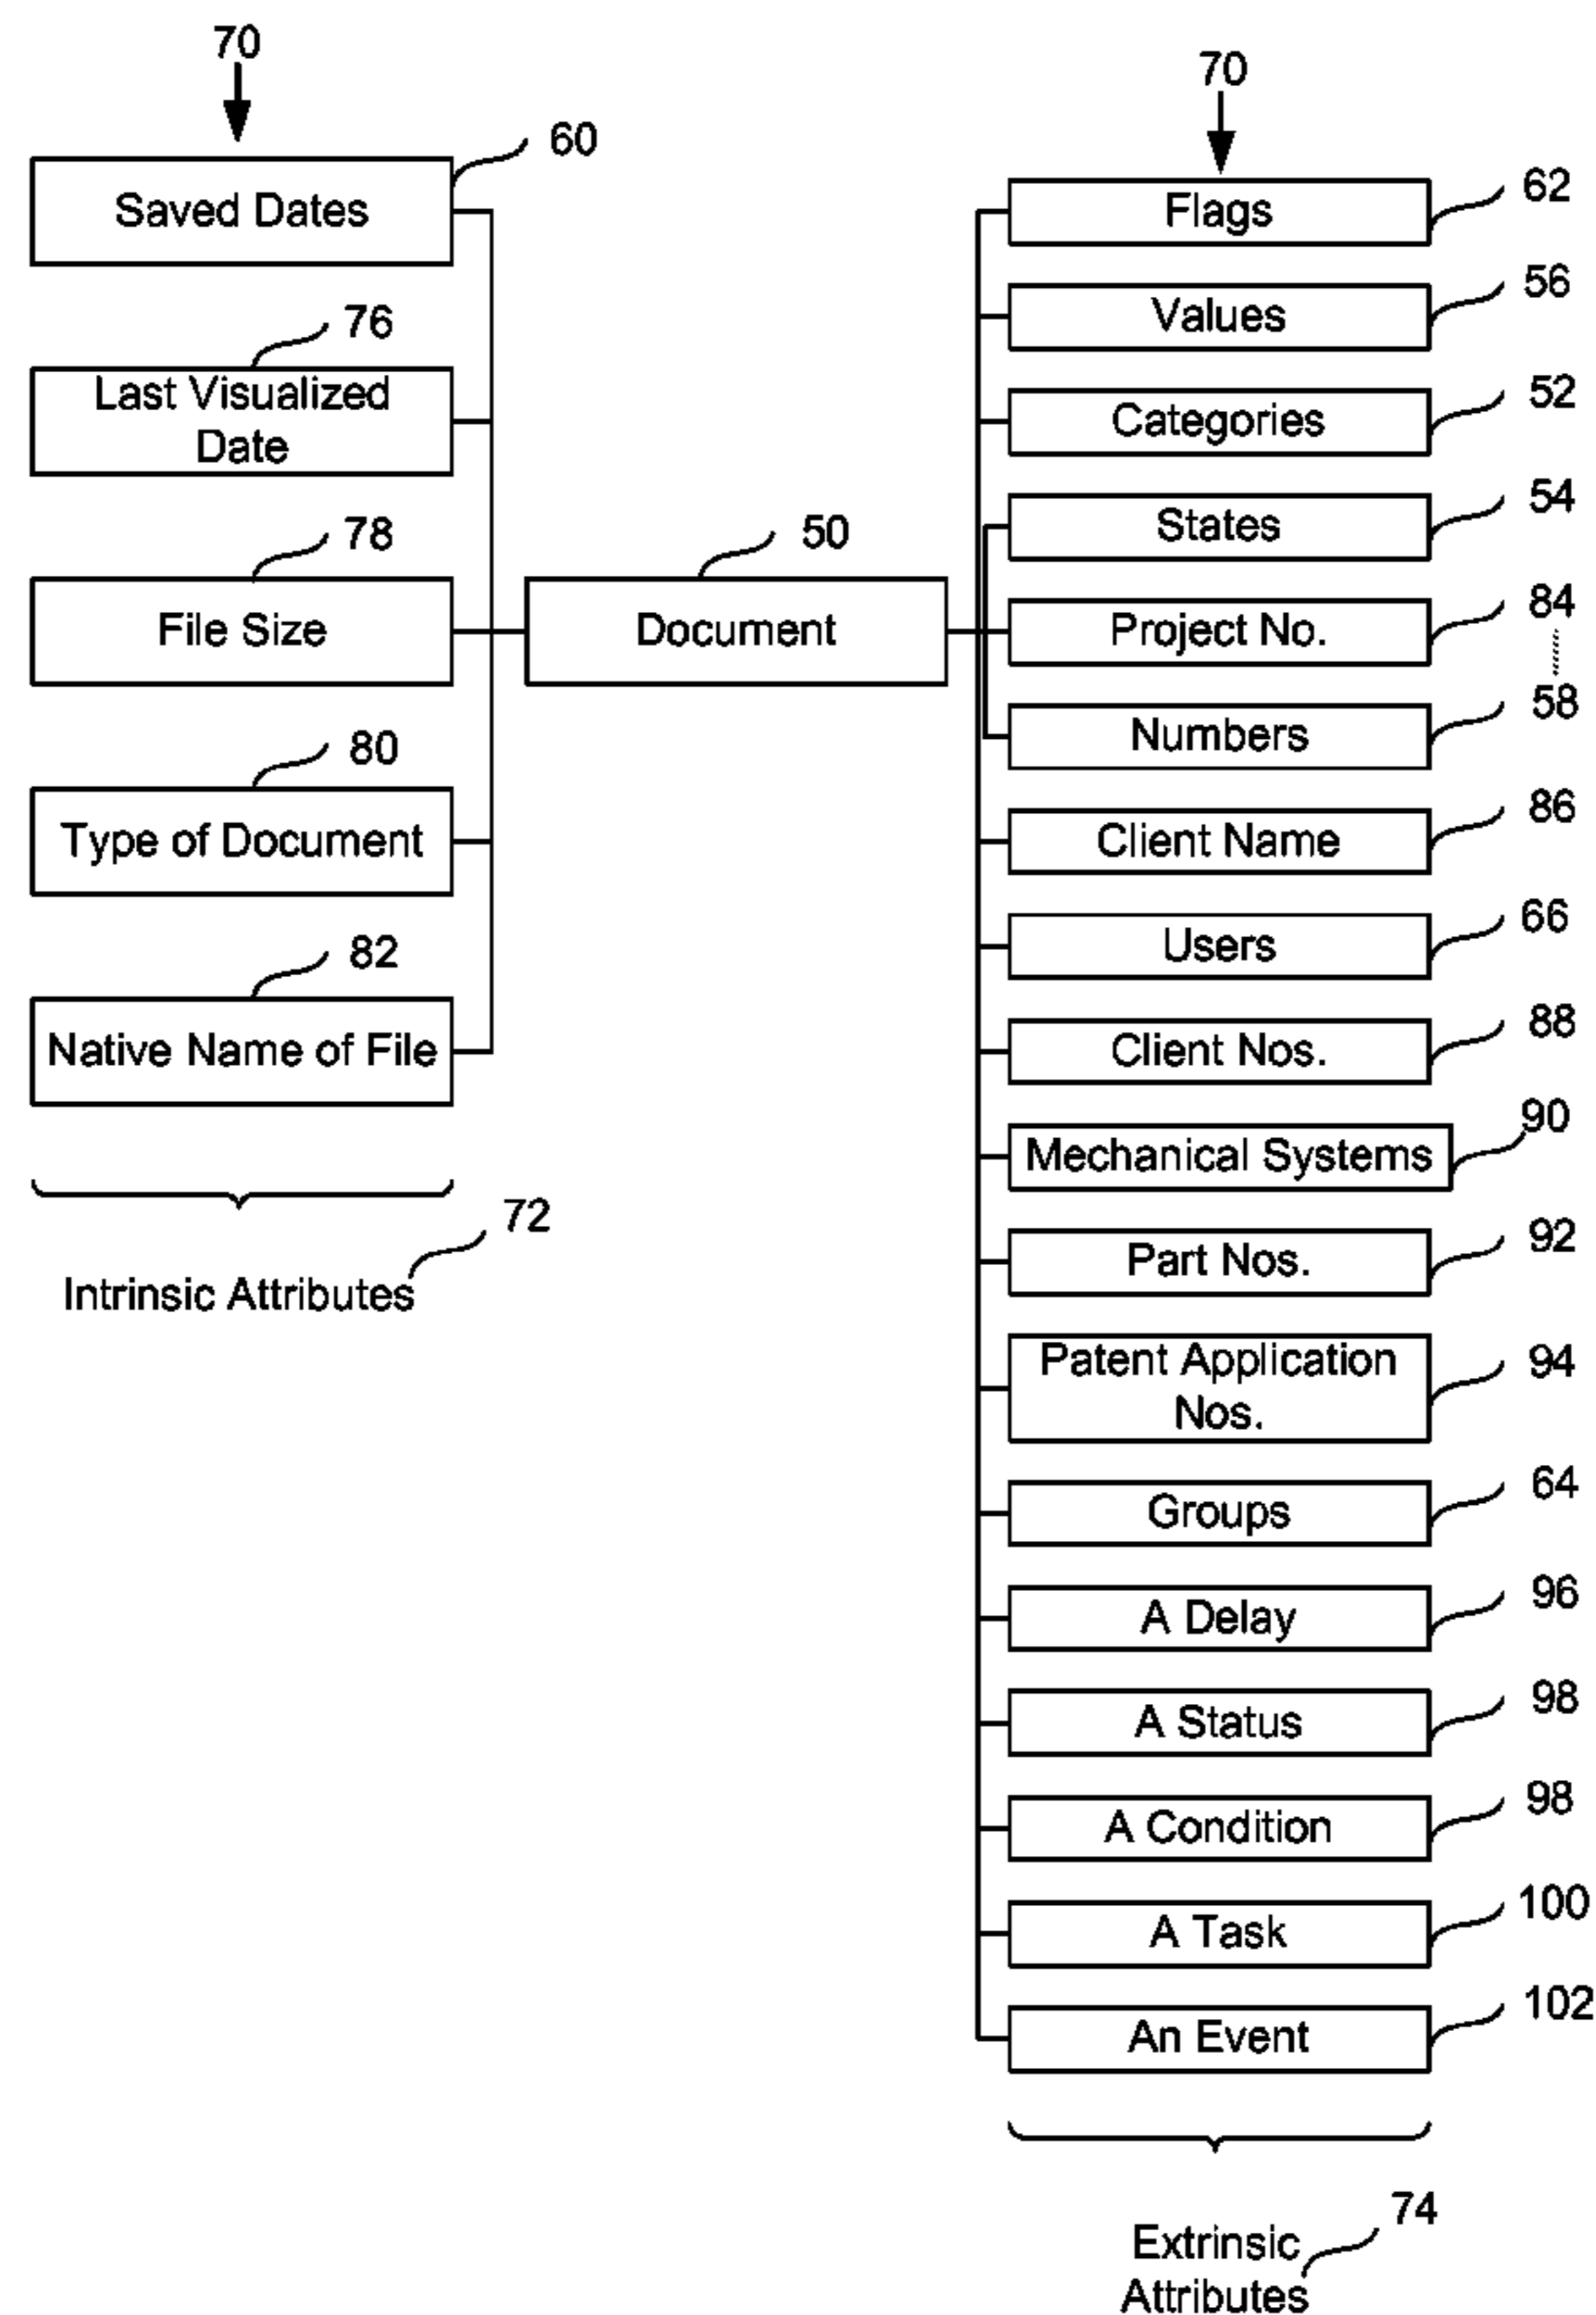 70
60
Saved Dates
76
Last Visualized
Date
78
File Size
80
Type of Document
82
Native Name of File
72
Intrinsic Attributes
50
Document
70
Flags
62
Values
56
Categories
52
States
54
Project No.
84
Numbers
58
Client Name
86
Users
66
Client Nos.
88
Mechanical Systems
90
Part Nos.
92
Patent Application
Nos.
94
Groups
64
A Delay
96
A Status
98
A Condition
98
A Task
100
An Event
102
74
Extrinsic
Attributes